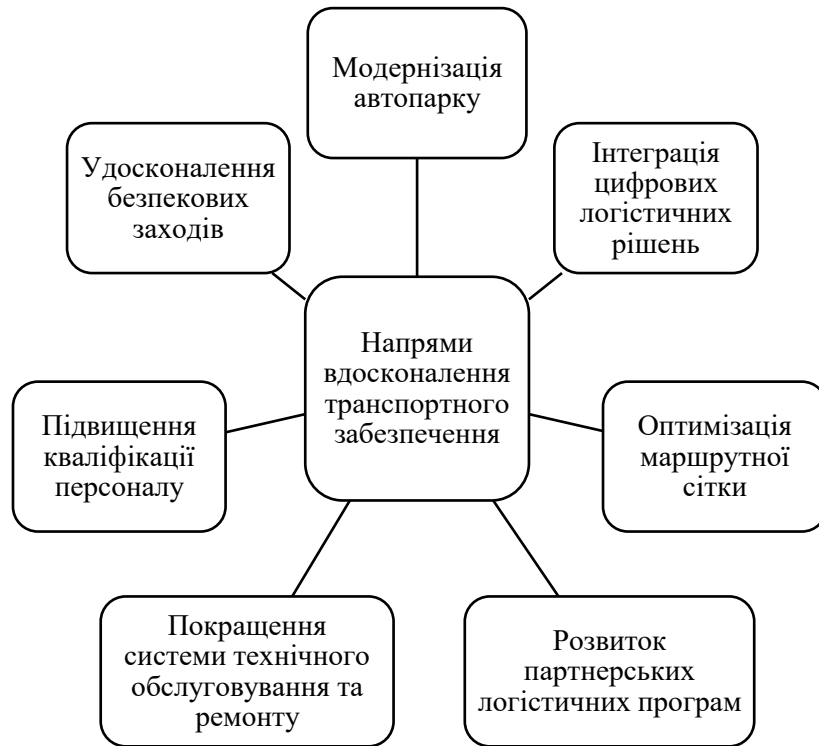 Модернізація
автопарку
Удосконалення
безпекових
заходів
Інтеграція
цифрових
логістичних
рішень
Напрями
вдосконалення
транспортного
забезпечення
Підвищення
кваліфікації
персоналу
Оптимізація
маршрутної
сітки
Покращення
системи технічного
обслуговування та
ремонту
Розвиток
партнерських
логістичних програм